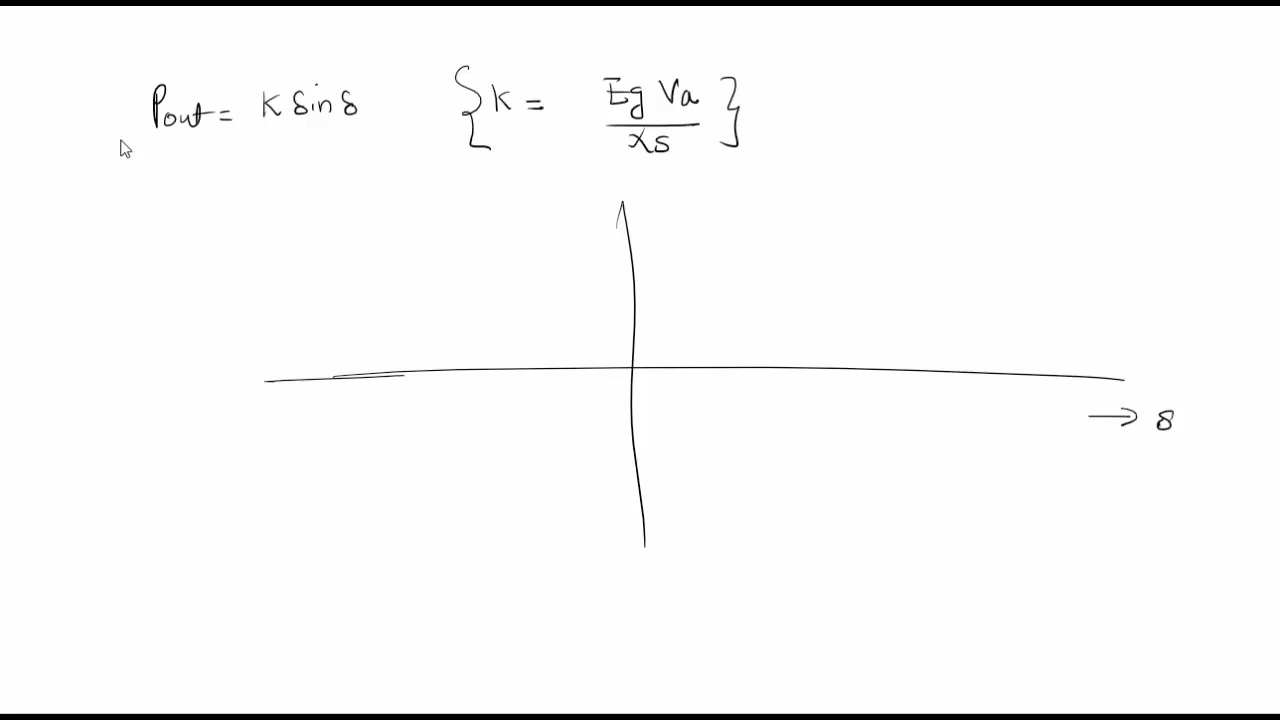 Pout = K sin δ { K = Eg Va / Xs }
→ δ